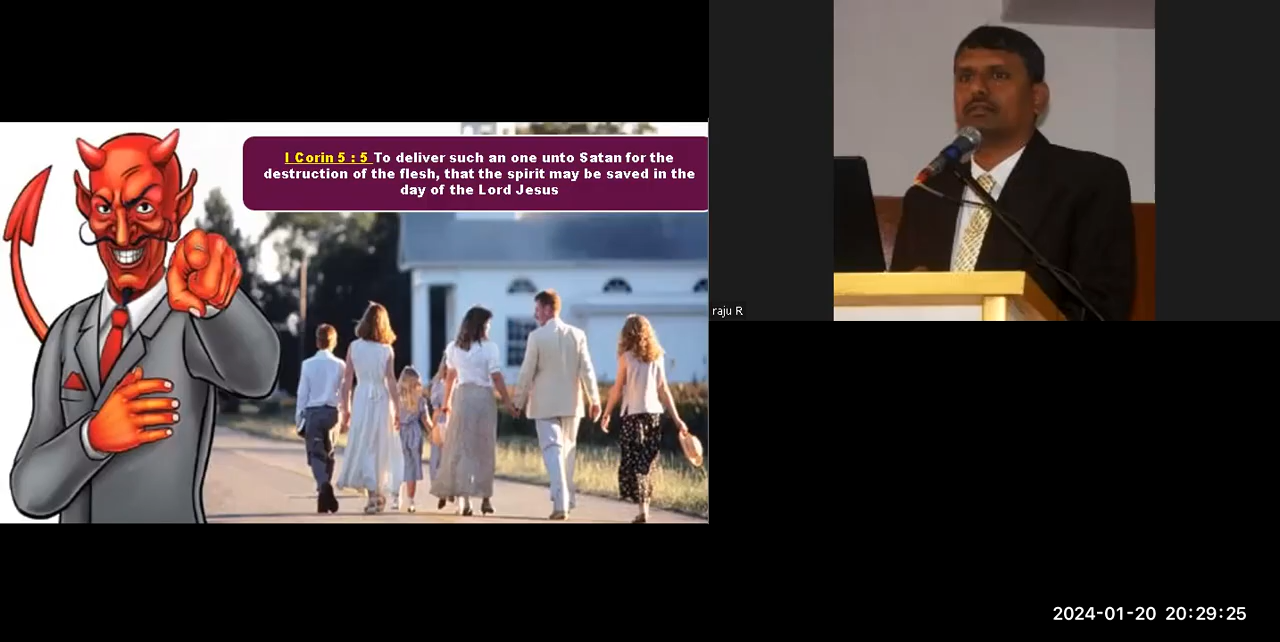 I Corin 5 : 5 To deliver such an one unto Satan for the
destruction of the flesh, that the spirit may be saved in the
day of the Lord Jesus
raju R
2024-01-20 20:29:25